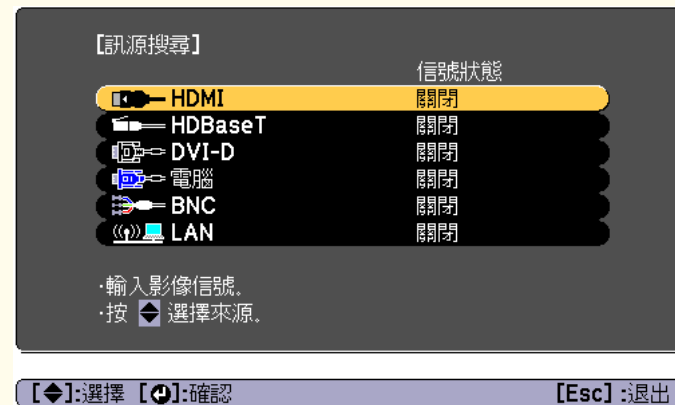 [訊源搜尋]
信號狀態
HDMI 關閉
HDBaseT 關閉
DVI-D 關閉
電腦 關閉
BNC 關閉
LAN 關閉
·輸入影像信號。
·按 選擇來源。
[◆]:選擇 [↵]:確認 [Esc] :退出